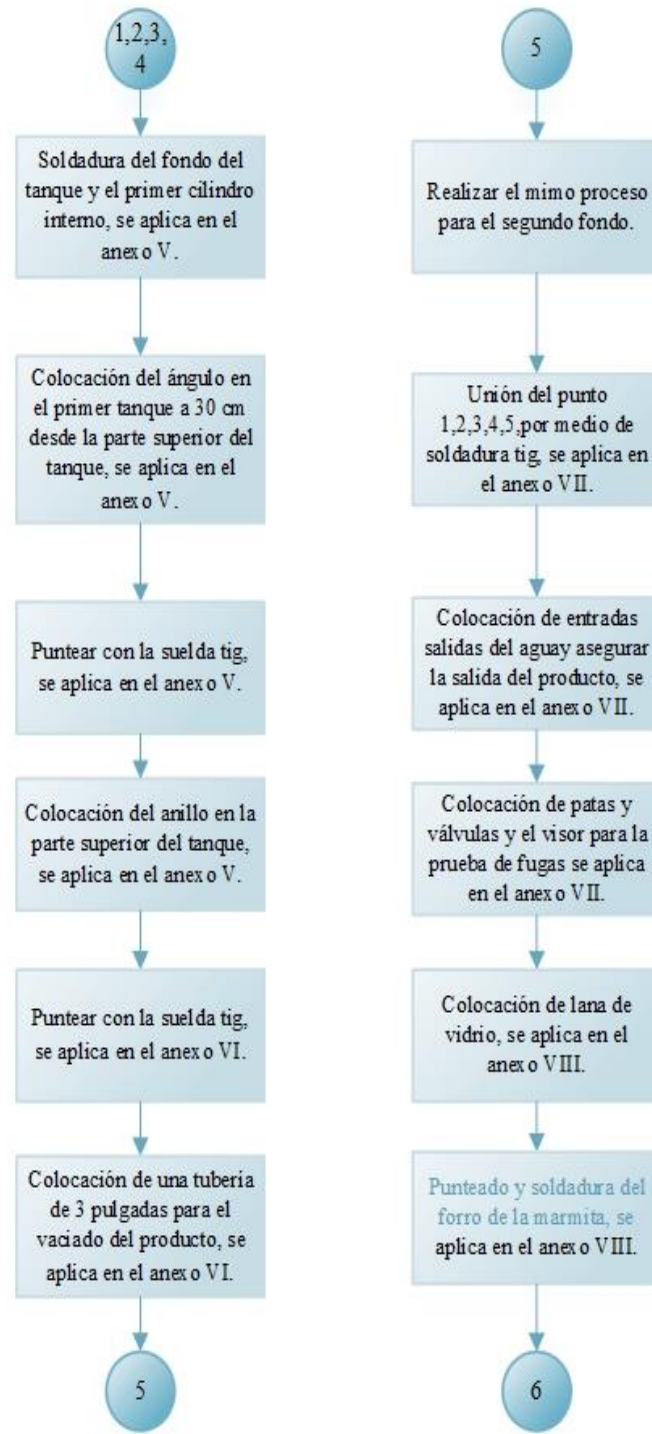 1,2,3,
4
Soldadura del fondo del
tanque y el primer cilindro
interno, se aplica en el
anexo V.
Colocación del ángulo en
el primer tanque a 30 cm
desde la parte superior del
tanque, se aplica en el
anexo V.
Puntear con la suelda tig,
se aplica en el anexo V.
Colocación del anillo en la
parte superior del tanque,
se aplica en el anexo V.
Puntear con la suelda tig,
se aplica en el anexo VI.
Colocación de una tubería
de 3 pulgadas para el
vaciado del producto, se
aplica en el anexo VI.
5
5
Realizar el mimo proceso
para el segundo fondo.
Unión del punto
1,2,3,4,5,por medio de
soldadura tig, se aplica en
el anexo VII.
Colocación de entradas
salidas del aguay asegurar
la salida del producto, se
aplica en el anexo VII.
Colocación de patas y
válvulas y el visor para la
prueba de fugas se aplica
en el anexo VII.
Colocación de lana de
vidrio, se aplica en el
anexo VIII.
Punteado y soldadura del
forro de la marmita, se
aplica en el anexo VIII.
6